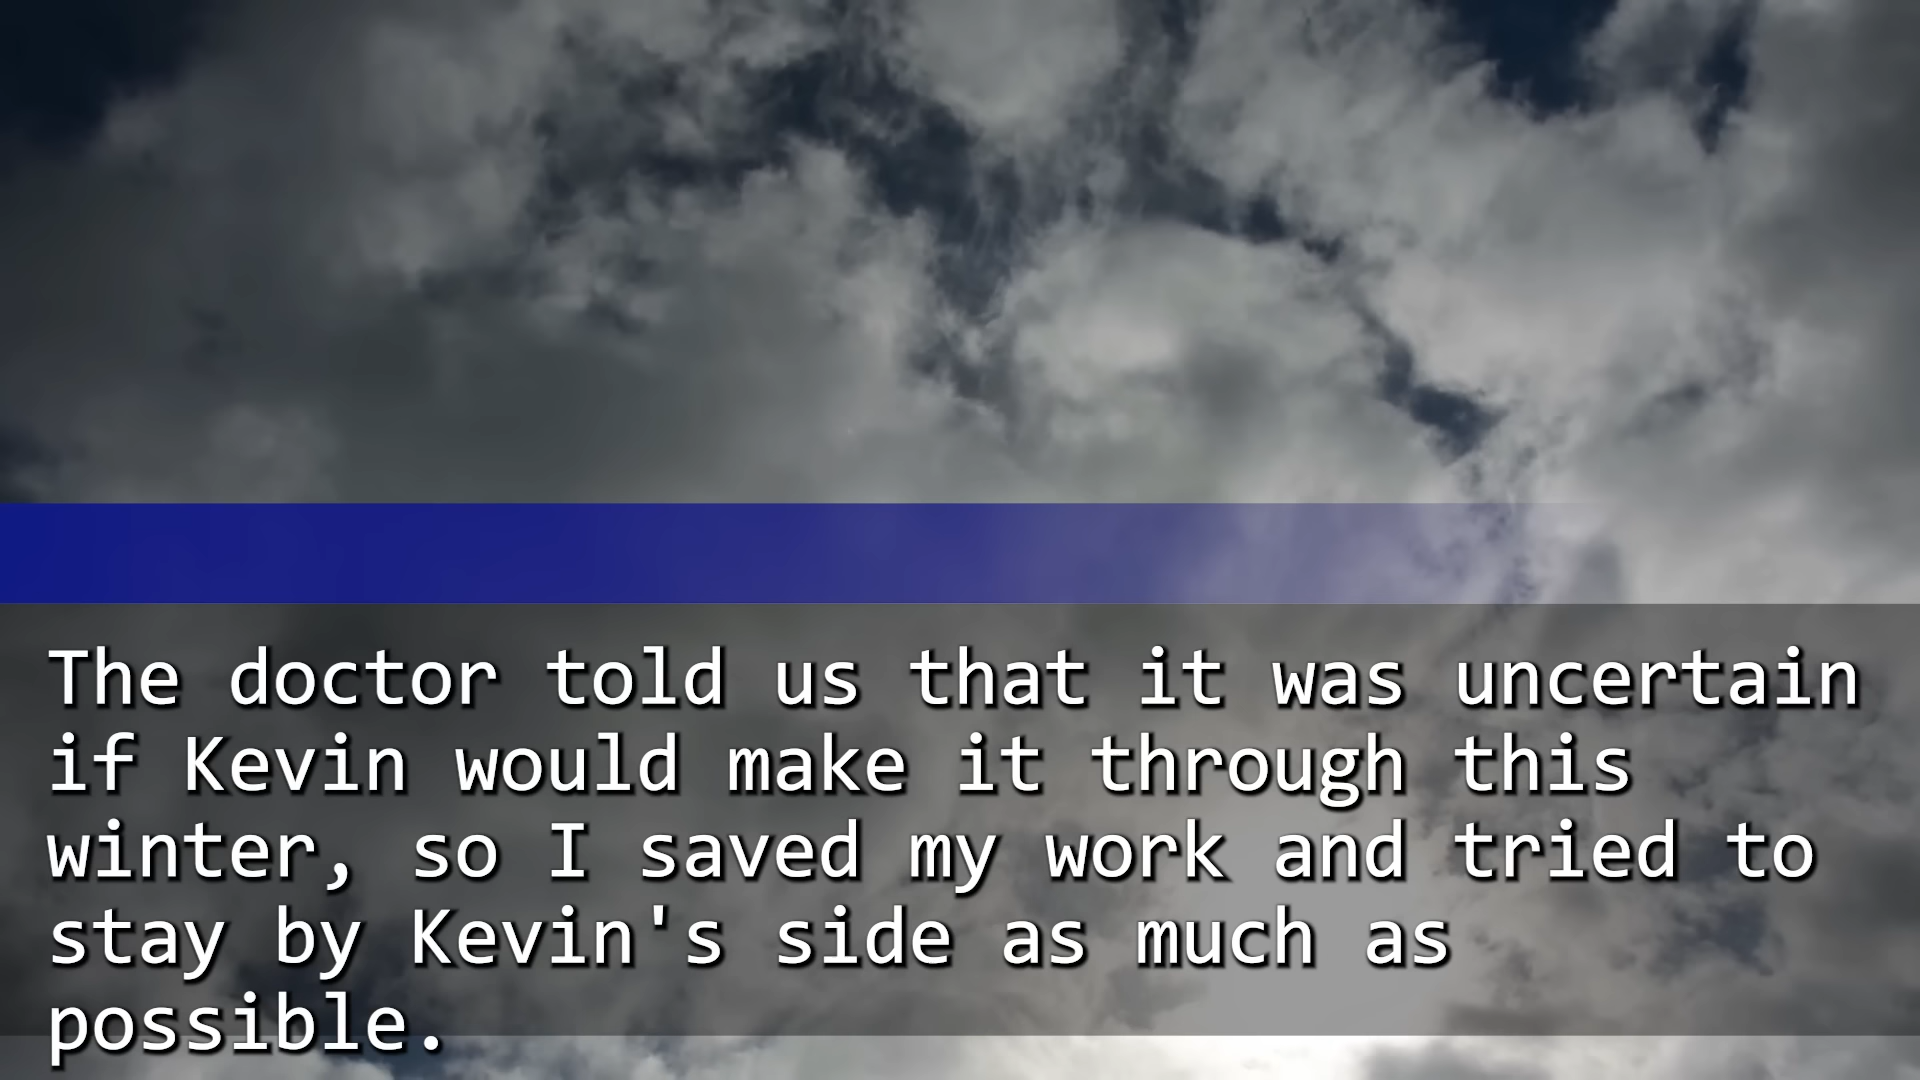 The doctor told us that it was uncertain
if Kevin would make it through this
winter, so I saved my work and tried to
stay by Kevin's side as much as
possible.